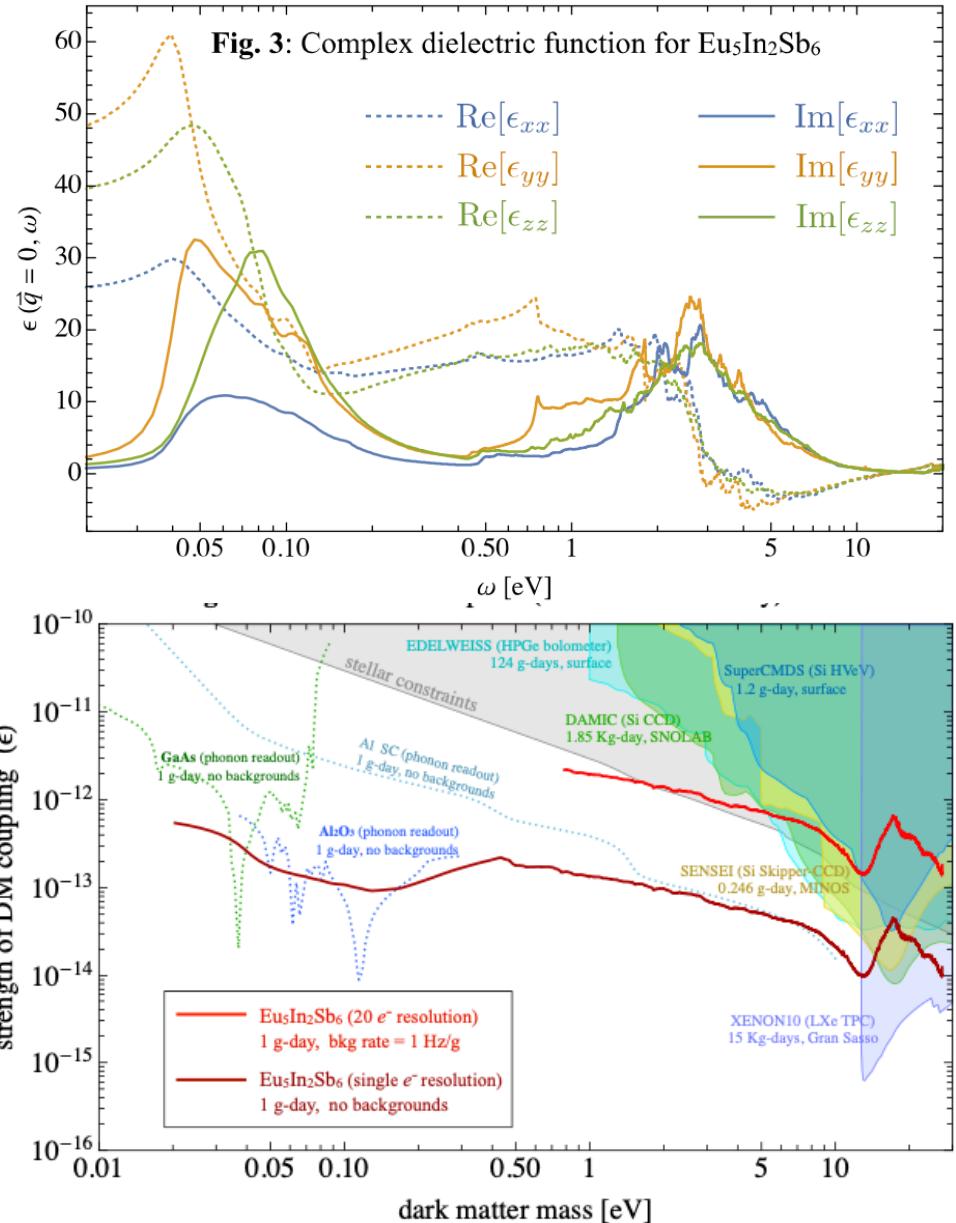 Fig. 3: Complex dielectric function for Eu₅In₂Sb₆
60
50
40
30
20
10
0
ϵ (q⃗ = 0, ω)
Re[ϵxx]
Im[ϵxx]
Re[ϵyy]
Im[ϵyy]
Re[ϵzz]
Im[ϵzz]
0.05
0.10
0.50
1
5
10
ω [eV]
10⁻¹⁰
10⁻¹¹
10⁻¹²
10⁻¹³
10⁻¹⁴
10⁻¹⁵
10⁻¹⁶
strength of DM coupling (ϵ)
stellar constraints
EDELWEISS (HPGe bolometer)
124 g-days, surface
SuperCMDS (Si HVeV)
1.2 g-day, surface
DAMIC (Si CCD)
1.85 Kg-day, SNOLAB
GaAs (phonon readout)
1 g-day, no backgrounds
Al SC (phonon readout)
1 g-day, no backgrounds
Al₂O₃ (phonon readout)
1 g-day, no backgrounds
SENSEI (Si Skipper-CCD)
0.246 g-day, MINOS
XENON10 (LXe TPC)
15 Kg-days, Gran Sasso
Eu₅In₂Sb₆ (20 e⁻ resolution)
1 g-day, bkg rate = 1 Hz/g
Eu₅In₂Sb₆ (single e⁻ resolution)
1 g-day, no backgrounds
0.01
0.05
0.10
0.50
1
5
10
dark matter mass [eV]